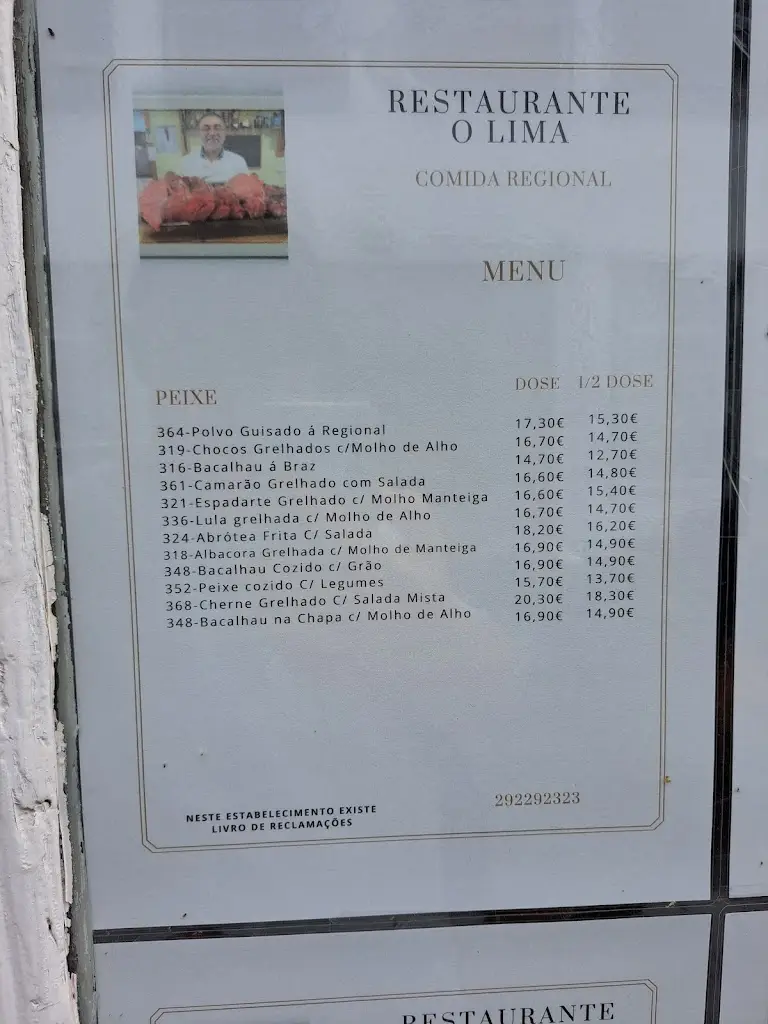 RESTAURANTE
O LIMA
COMIDA REGIONAL
MENU
PEIXE DOSE 1/2 DOSE
364-Polvo Guisado á Regional 17,30€ 15,30€
319-Chocos Grelhados c/Molho de Alho 16,70€ 14,70€
316-Bacalhau á Braz 14,70€ 12,70€
361-Camarão Grelhado com Salada 16,60€ 14,80€
321-Espadarte Grelhado c/ Molho Manteiga 16,60€ 15,40€
336-Lula grelhada c/ Molho de Alho 16,70€ 14,70€
324-Abrótea Frita C/ Salada 18,20€ 16,20€
318-Albacora Grelhada c/ Molho de Manteiga 16,90€ 14,90€
348-Bacalhau Cozido c/ Grão 16,90€ 14,90€
352-Peixe cozido C/ Legumes 15,70€ 13,70€
368-Cherne Grelhado C/ Salada Mista 20,30€ 18,30€
348-Bacalhau na Chapa c/ Molho de Alho 16,90€ 14,90€
292292323
NESTE ESTABELECIMENTO EXISTE
LIVRO DE RECLAMAÇÕES
RESTAURANTE